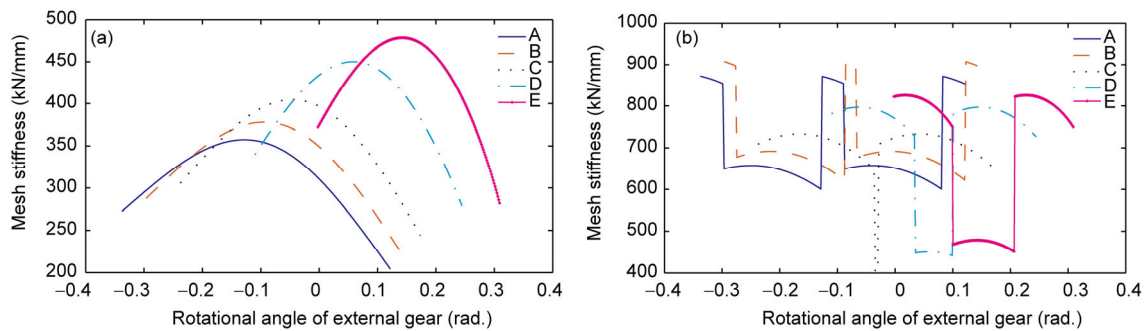 (a)
A
B
C
D
E
Mesh stiffness (kN/mm)
500
450
400
350
300
250
200
−0.4 −0.3 −0.2 −0.1 0 0.1 0.2 0.3 0.4
Rotational angle of external gear (rad.)
(b)
A
B
C
D
E
Mesh stiffness (kN/mm)
1000
900
800
700
600
500
400
−0.4 −0.3 −0.2 −0.1 0 0.1 0.2 0.3 0.4
Rotational angle of external gear (rad.)